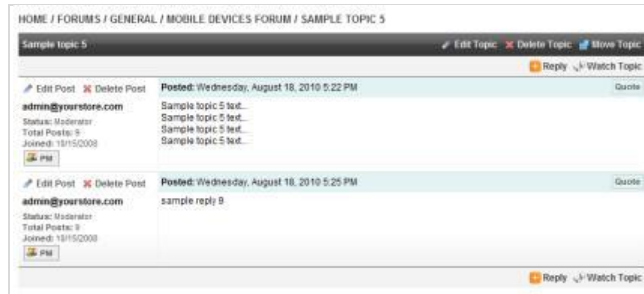 HOME / FORUMS / GENERAL / MOBILE DEVICES FORUM / SAMPLE TOPIC 5
Sample topic 5 Edit Topic Delete Topic Move Topic
Reply Watch Topic
Edit Post Delete Post Posted: Wednesday, August 18, 2010 5:22 PM Quote
admin@yourstore.com
Status: Moderator
Total Posts: 9
Joined: 10/15/2008
PM
Sample topic 5 text...
Sample topic 5 text...
Sample topic 5 text...
Sample topic 5 text...
Edit Post Delete Post Posted: Wednesday, August 18, 2010 5:25 PM Quote
admin@yourstore.com
Status: Moderator
Total Posts: 9
Joined: 10/15/2008
PM
sample reply 9
Reply Watch Topic